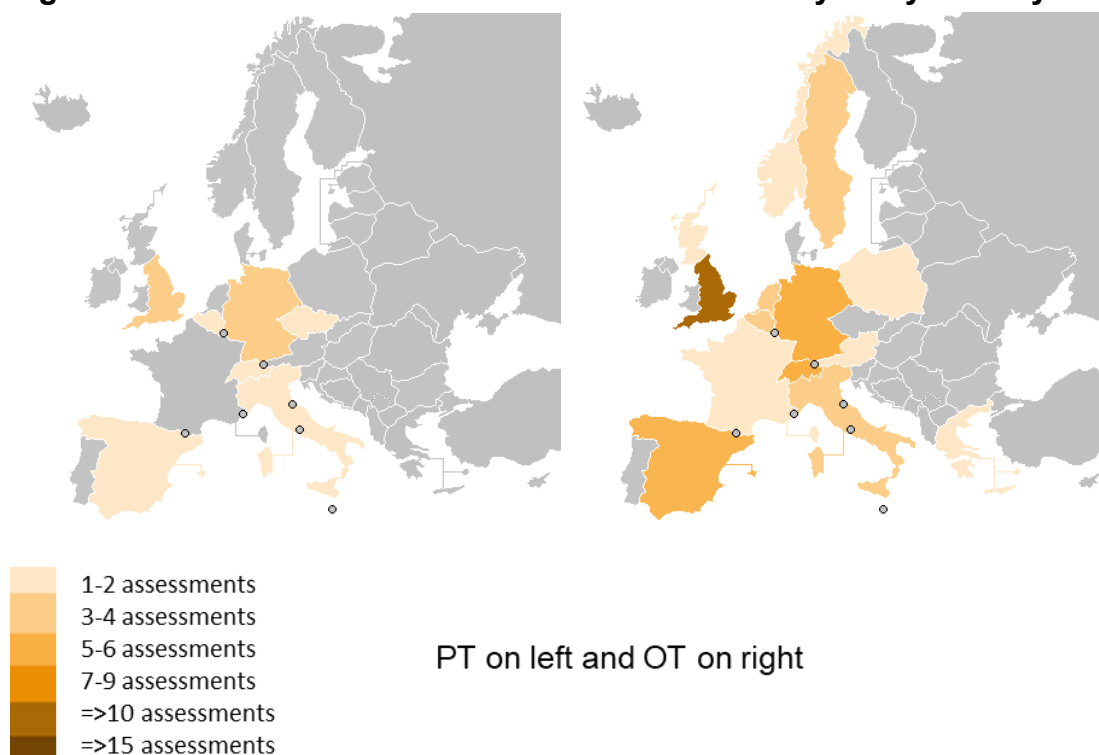 1-2 assessments
3-4 assessments
5-6 assessments
7-9 assessments
=>10 assessments
=>15 assessments
PT on left and OT on right